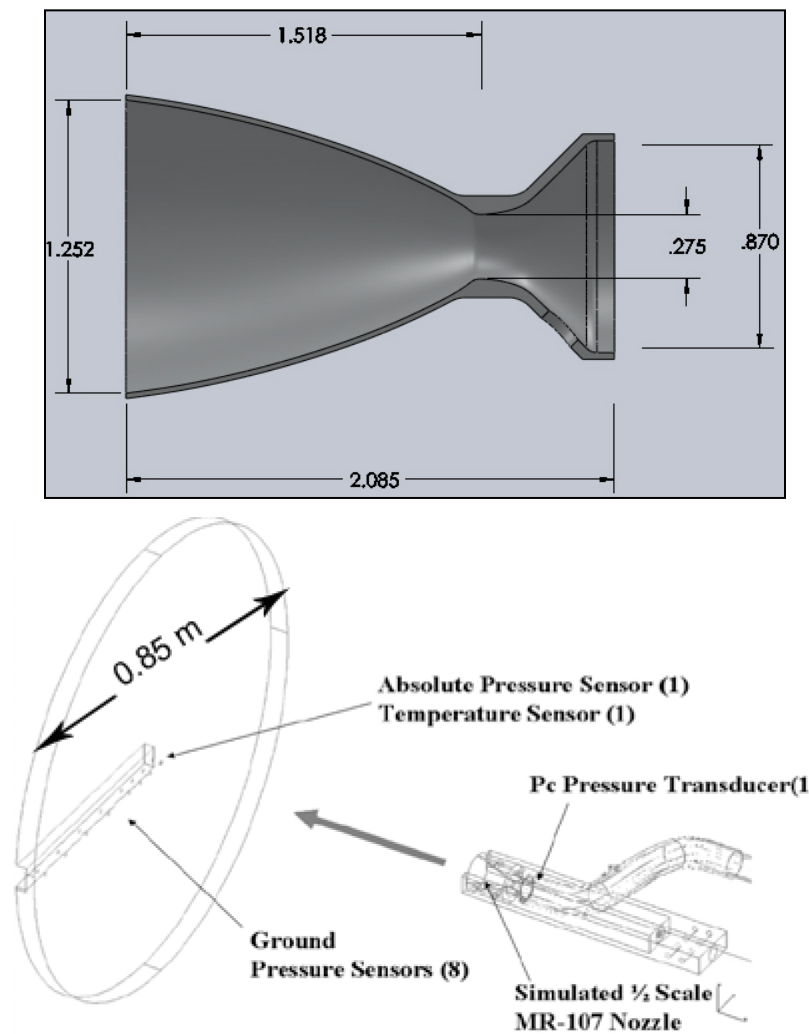 1.518
1.252
.275
.870
2.085
0.85 m
Absolute Pressure Sensor (1)
Temperature Sensor (1)
Pc Pressure Transducer(1
Ground
Pressure Sensors (8)
Simulated ½ Scale
MR-107 Nozzle